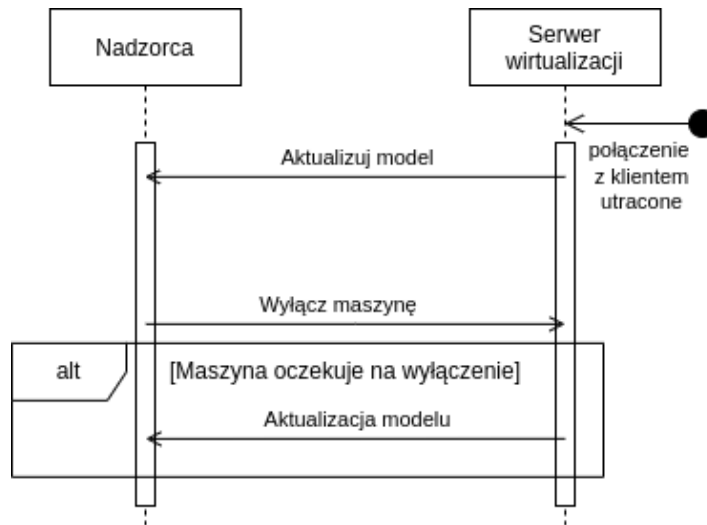 Nadzorca
Serwer
wirtualizacji
połączenie
z klientem
utracone
Aktualizuj model
Wyłącz maszynę
alt
[Maszyna oczekuje na wyłączenie]
Aktualizacja modelu